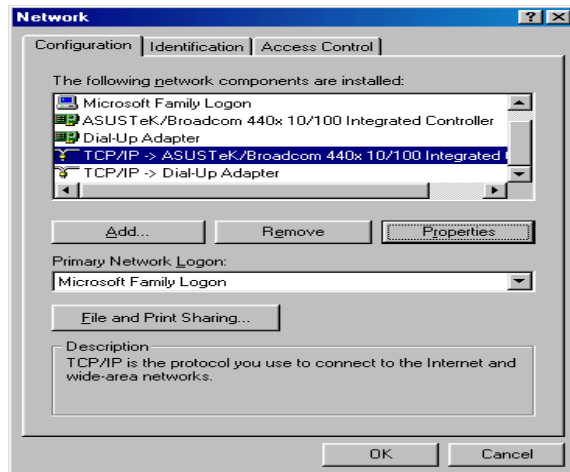 Network
Configuration Identification Access Control
The following network components are installed:
Microsoft Family Logon
ASUSTeK/Broadcom 440x 10/100 Integrated Controller
Dial-Up Adapter
TCP/IP -> ASUSTeK/Broadcom 440x 10/100 Integrated
TCP/IP -> Dial-Up Adapter
Add... Remove Properties
Primary Network Logon:
Microsoft Family Logon
File and Print Sharing...
Description
TCP/IP is the protocol you use to connect to the Internet and
wide-area networks.
OK Cancel